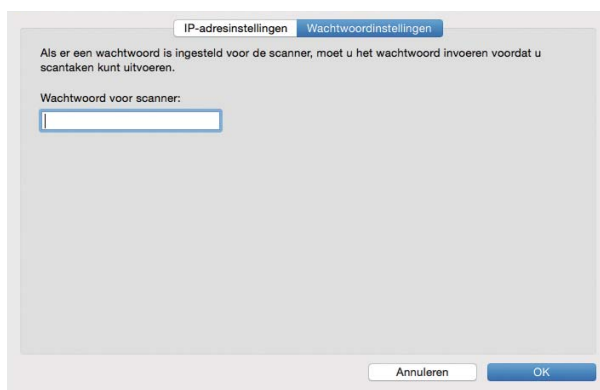 IP-adresinstellingen Wachtwoordinstellingen
Als er een wachtwoord is ingesteld voor de scanner, moet u het wachtwoord invoeren voordat u
scantaken kunt uitvoeren.
Wachtwoord voor scanner:
Annuleren OK